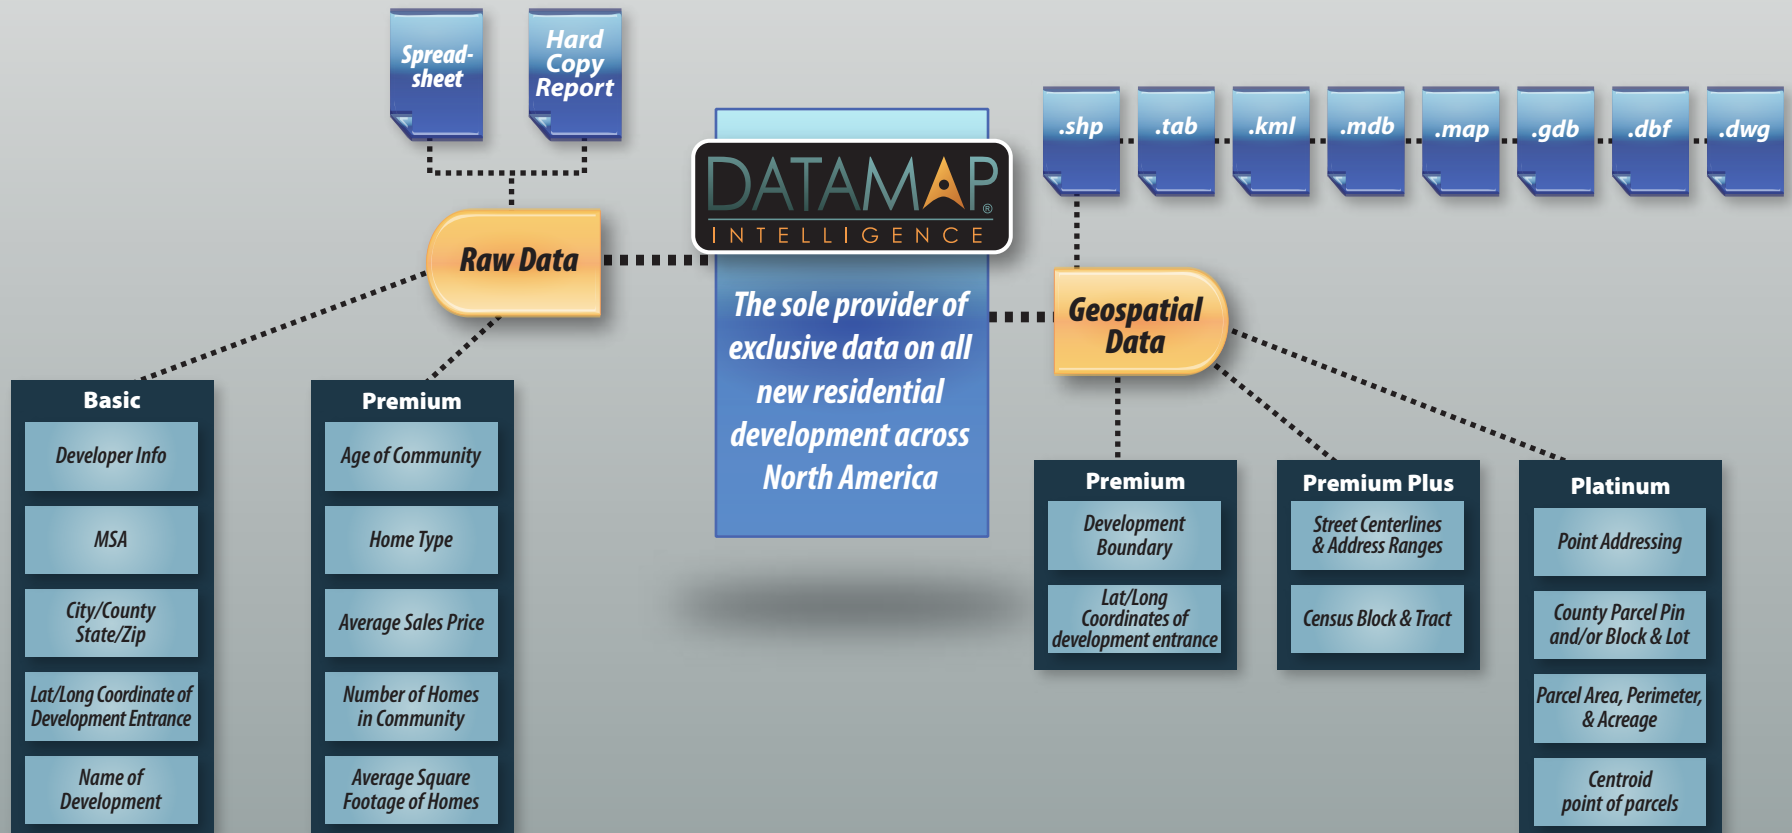 Spread-
sheet
Hard
Copy
Report
.shp
.tab
.kml
.mdb
.map
.gdb
.dbf
.dwg
DATAMAP®
INTELLIGENCE
Raw Data
The sole provider of
exclusive data on all
new residential
development across
North America
Geospatial
Data
Basic
Developer Info
MSA
City/County
State/Zip
Lat/Long Coordinate of
Development Entrance
Name of
Development
Premium
Age of Community
Home Type
Average Sales Price
Number of Homes
in Community
Average Square
Footage of Homes
Premium
Development
Boundary
Lat/Long
Coordinates of
development entrance
Premium Plus
Street Centerlines
& Address Ranges
Census Block & Tract
Platinum
Point Addressing
County Parcel Pin
and/or Block & Lot
Parcel Area, Perimeter,
& Acreage
Centroid
point of parcels